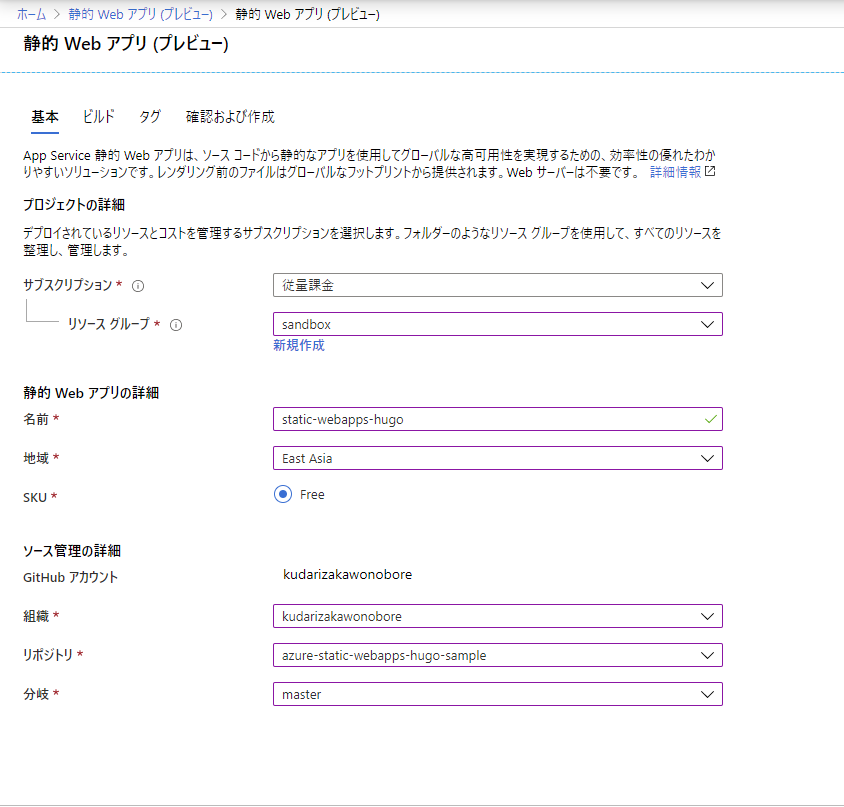 ホーム > 静的 Web アプリ (プレビュー) > 静的 Web アプリ (プレビュー)
静的 Web アプリ (プレビュー)
基本 ビルド タグ 確認および作成
App Service 静的 Web アプリは、ソース コードから静的なアプリを使用してグローバルな高可用性を実現するための、効率性の優れたわか
りやすいソリューションです。レンダリング前のファイルはグローバルなフットプリントから提供されます。Web サーバーは不要です。 詳細情報
プロジェクトの詳細
デプロイされているリソースとコストを管理するサブスクリプションを選択します。フォルダーのようなリソース グループを使用して、すべてのリソースを
整理し、管理します。
サブスクリプション * 従量課金
リソース グループ * sandbox
新規作成
静的 Web アプリの詳細
名前 * static-webapps-hugo
地域 * East Asia
SKU * Free
ソース管理の詳細
GitHub アカウント kudarizakawonobore
組織 * kudarizakawonobore
リポジトリ * azure-static-webapps-hugo-sample
分岐 * master